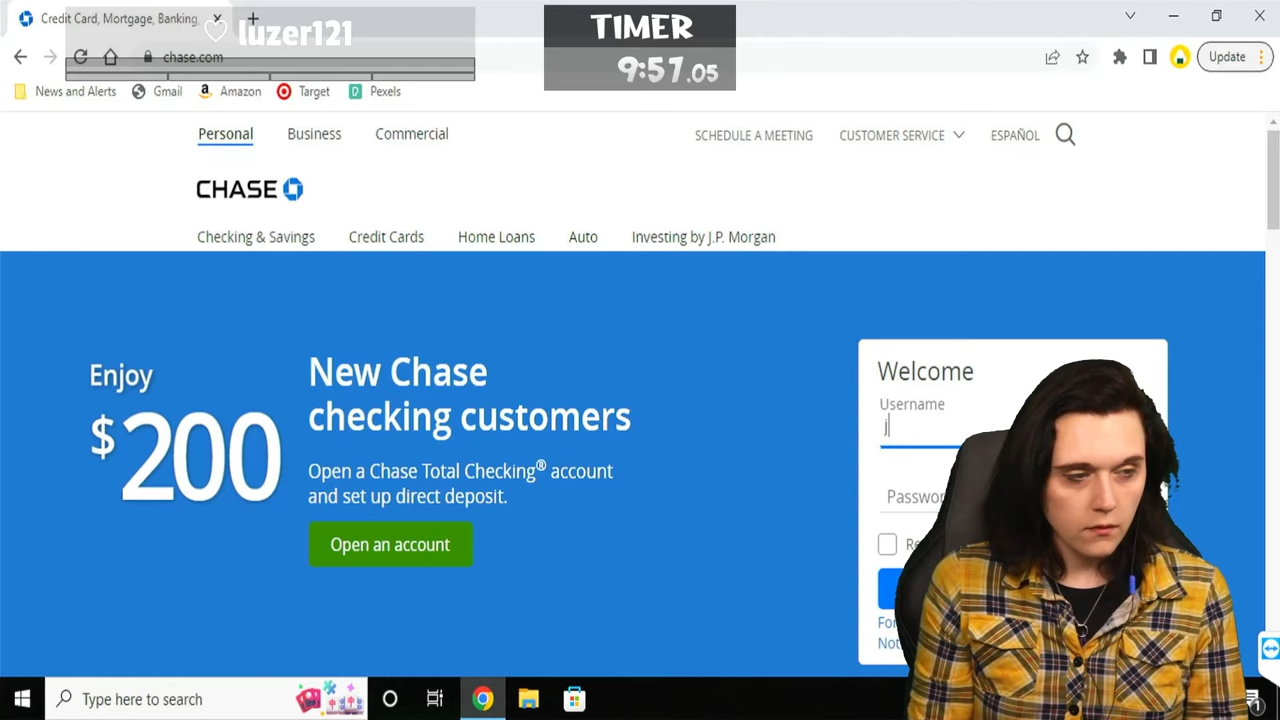 Credit Card, Mortgage, Banking
luzer121
TIMER
9:57.05
chase.com
Update
News and Alerts
Gmail
Amazon
Target
Pexels
Personal
Business
Commercial
SCHEDULE A MEETING
CUSTOMER SERVICE
ESPAÑOL
CHASE
Checking & Savings
Credit Cards
Home Loans
Auto
Investing by J.P. Morgan
Enjoy
$200
New Chase
checking customers
Open a Chase Total Checking® account
and set up direct deposit.
Open an account
Welcome
Username
j
Type here to search
1